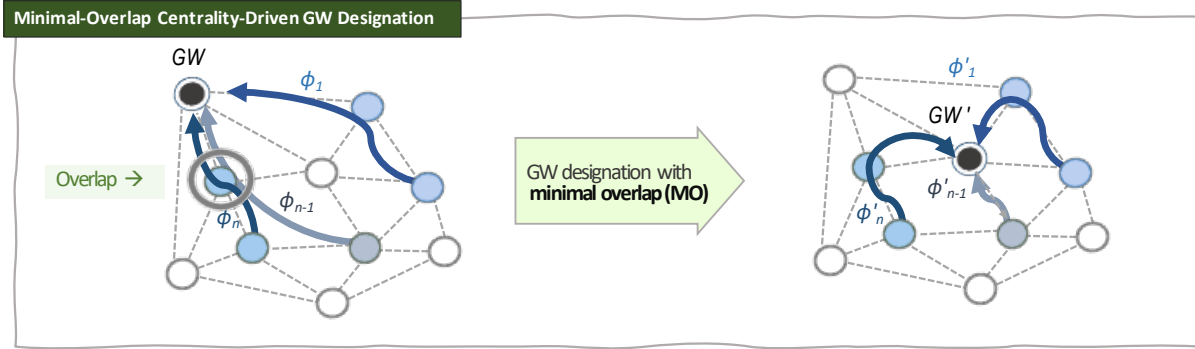 Minimal-Overlap Centrality-Driven GW Designation
GW
ϕ1
Overlap →
ϕn
ϕn-1
GW designation with
minimal overlap (MO)
ϕ'1
GW'
ϕ'n-1
ϕ'n